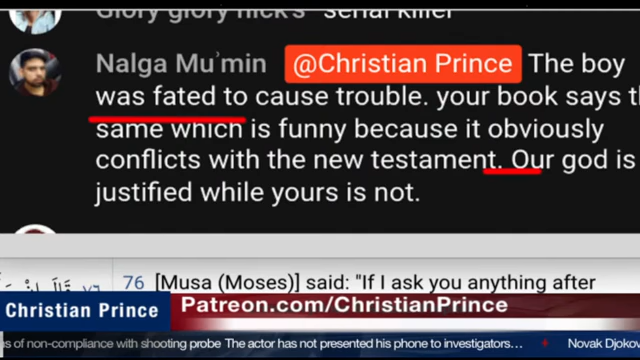 Glory glory nick's serial killer
Nalga Muʾmin @Christian Prince The boy
was fated to cause trouble. your book says
same which is funny because it obviously
conflicts with the new testament. Our god is
justified while yours is not.
76 [Musa (Moses)] said: "If I ask you anything after
Christian Prince Patreon.com/ChristianPrince
of non-compliance with shooting probe The actor has not presented his phone to investigators... Novak